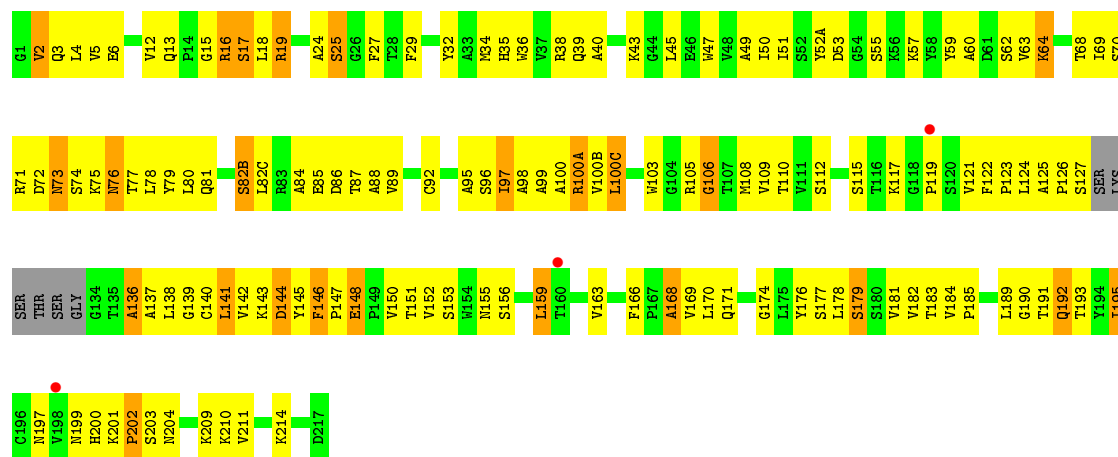 G1 V2 Q3 L4 V5 E6 V12 Q13 P14 G15 R16 S17 L18 R19 A24 S25 G26 F27 T28 F29 Y32 A33 M34 H35 W36 V37 R38 Q39 A40 K43 G44 L45 E46 W47 V48 A49 I50 I51 S52 Y52A D53 G54 S55 K56 K57 Y58 Y59 A60 D61 S62 V63 K64 T68 I69 S70
R71 D72 N73 S74 K75 N76 T77 L78 Y79 L80 Q81 S82B L82C R83 A84 E85 D86 T87 A88 V89 C92 A95 S96 I97 A98 A99 A100 R100A V100B L100C W103 G104 R105 G106 T107 M108 V109 T110 V111 S112 S115 T116 K117 G118 P119 S120 V121 F122 P123 L124 A125 P126 S127 SER LYS
SER THR SER GLY G134 T135 A136 A137 L138 G139 C140 L141 V142 K143 D144 Y145 F146 P147 E148 P149 V150 T151 V152 S153 W154 N155 S156 L159 T160 V163 F166 P167 A168 V169 L170 Q171 G174 L175 Y176 S177 L178 S179 S180 V181 V182 T183 V184 P185 L189 G190 T191 Q192 T193 Y194 I195
C196 N197 V198 N199 H200 K201 P202 S203 N204 K209 K210 V211 K214 D217